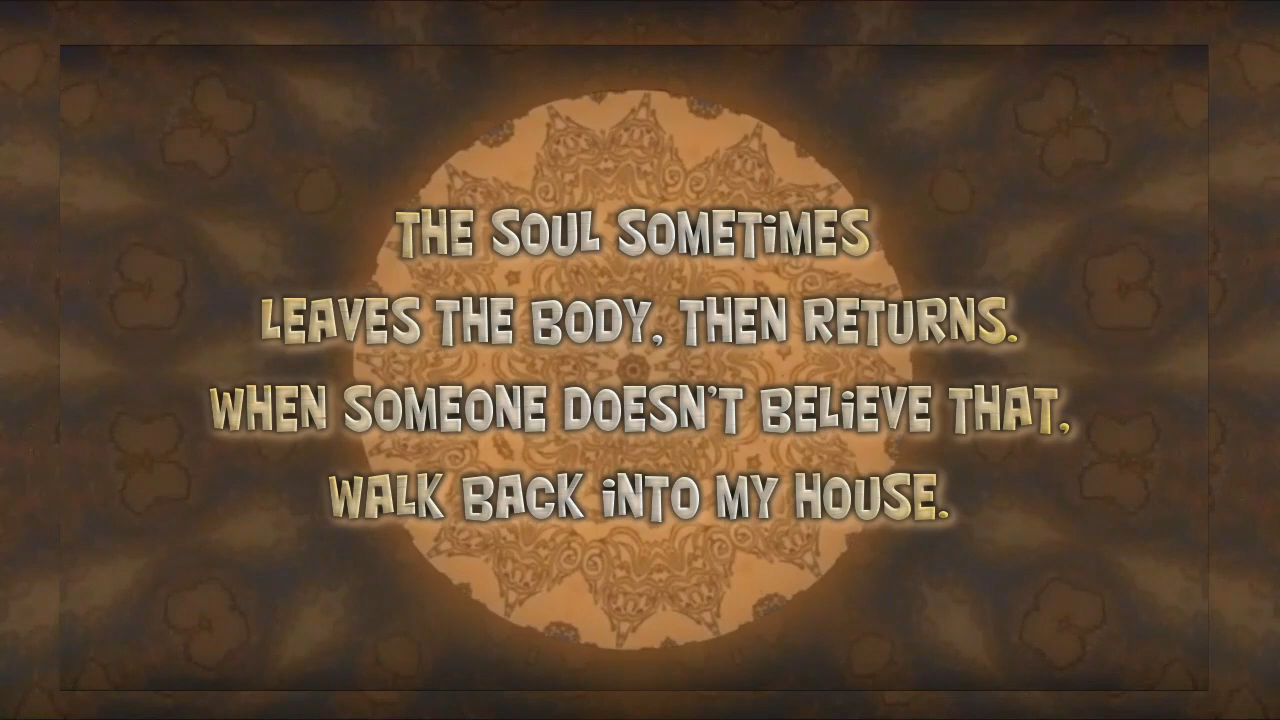 THE SOUL SOMETiMES
LEAVES THE BODY, THEN RETURNS.
WHEN SOMEONE DOESN'T BELiEVE THAT,
WALK BACK iNTO MY HOUSE.